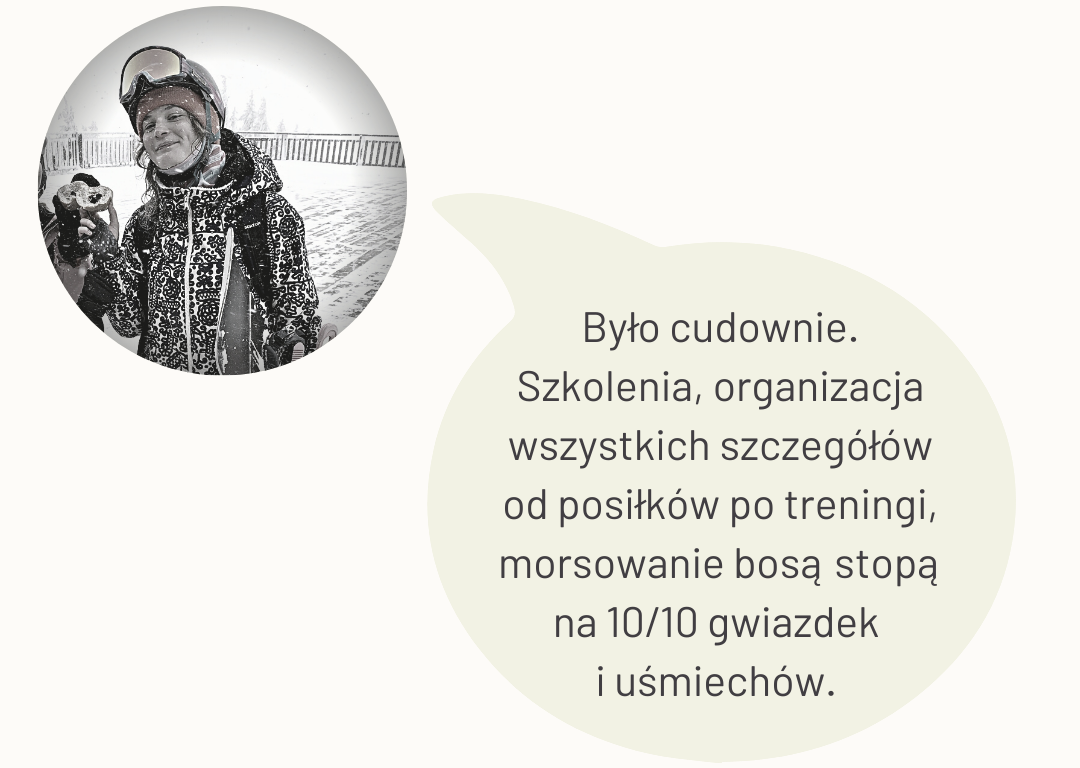 Było cudownie.
Szkolenia, organizacja
wszystkich szczegółów
od posiłków po treningi,
morsowanie bosą stopą
na 10/10 gwiazdek
i uśmiechów.